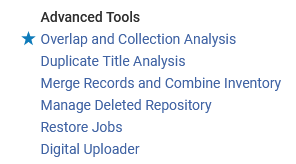 Advanced Tools
Overlap and Collection Analysis
Duplicate Title Analysis
Merge Records and Combine Inventory
Manage Deleted Repository
Restore Jobs
Digital Uploader